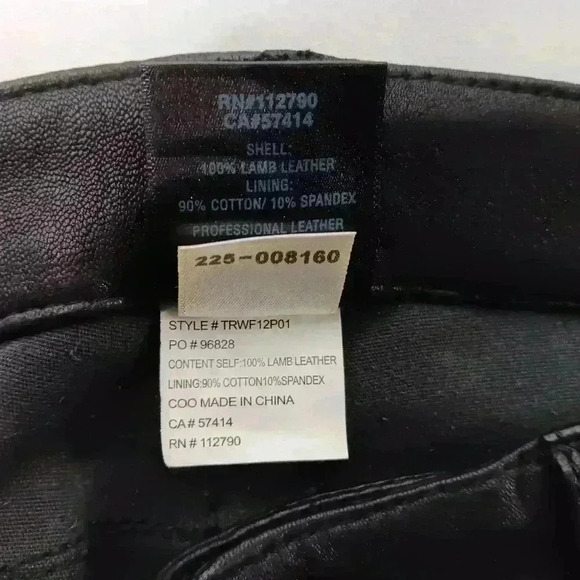 RN#112790
CA#57414
SHELL:
100% LAMB LEATHER
LINING:
90% COTTON/ 10% SPANDEX
PROFESSIONAL LEATHER
225-008160
STYLE # TRWF12P01
PO # 96828
CONTENT SELF:100% LAMB LEATHER
LINING:90% COTTON10%SPANDEX
COO MADE IN CHINA
CA # 57414
RN # 112790